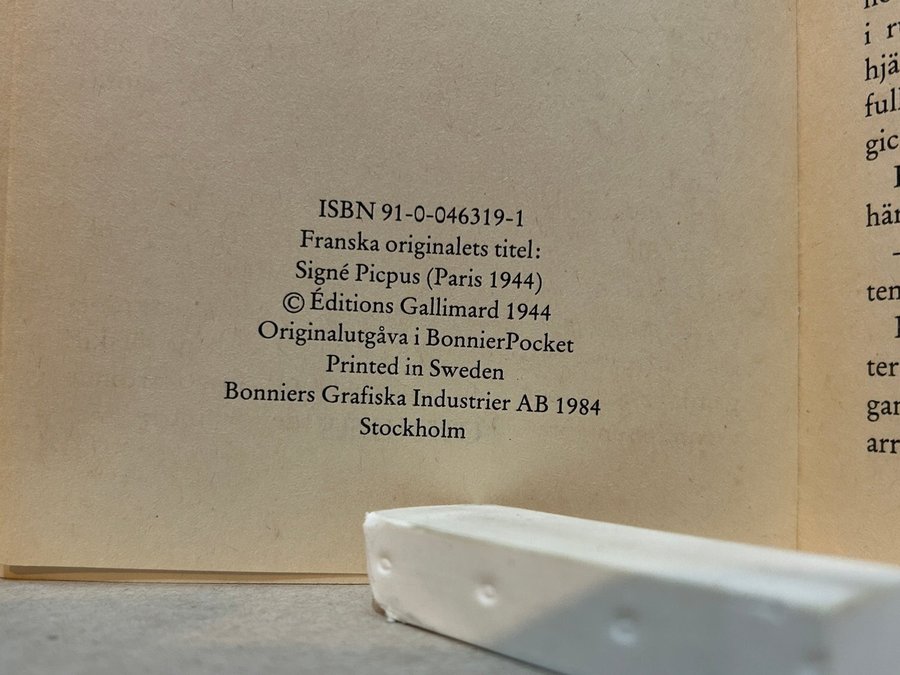 ISBN 91-0-046319-1
Franska originalets titel:
Signé Picpus (Paris 1944)
© Éditions Gallimard 1944
Originalutgåva i BonnierPocket
Printed in Sweden
Bonniers Grafiska Industrier AB 1984
Stockholm
i